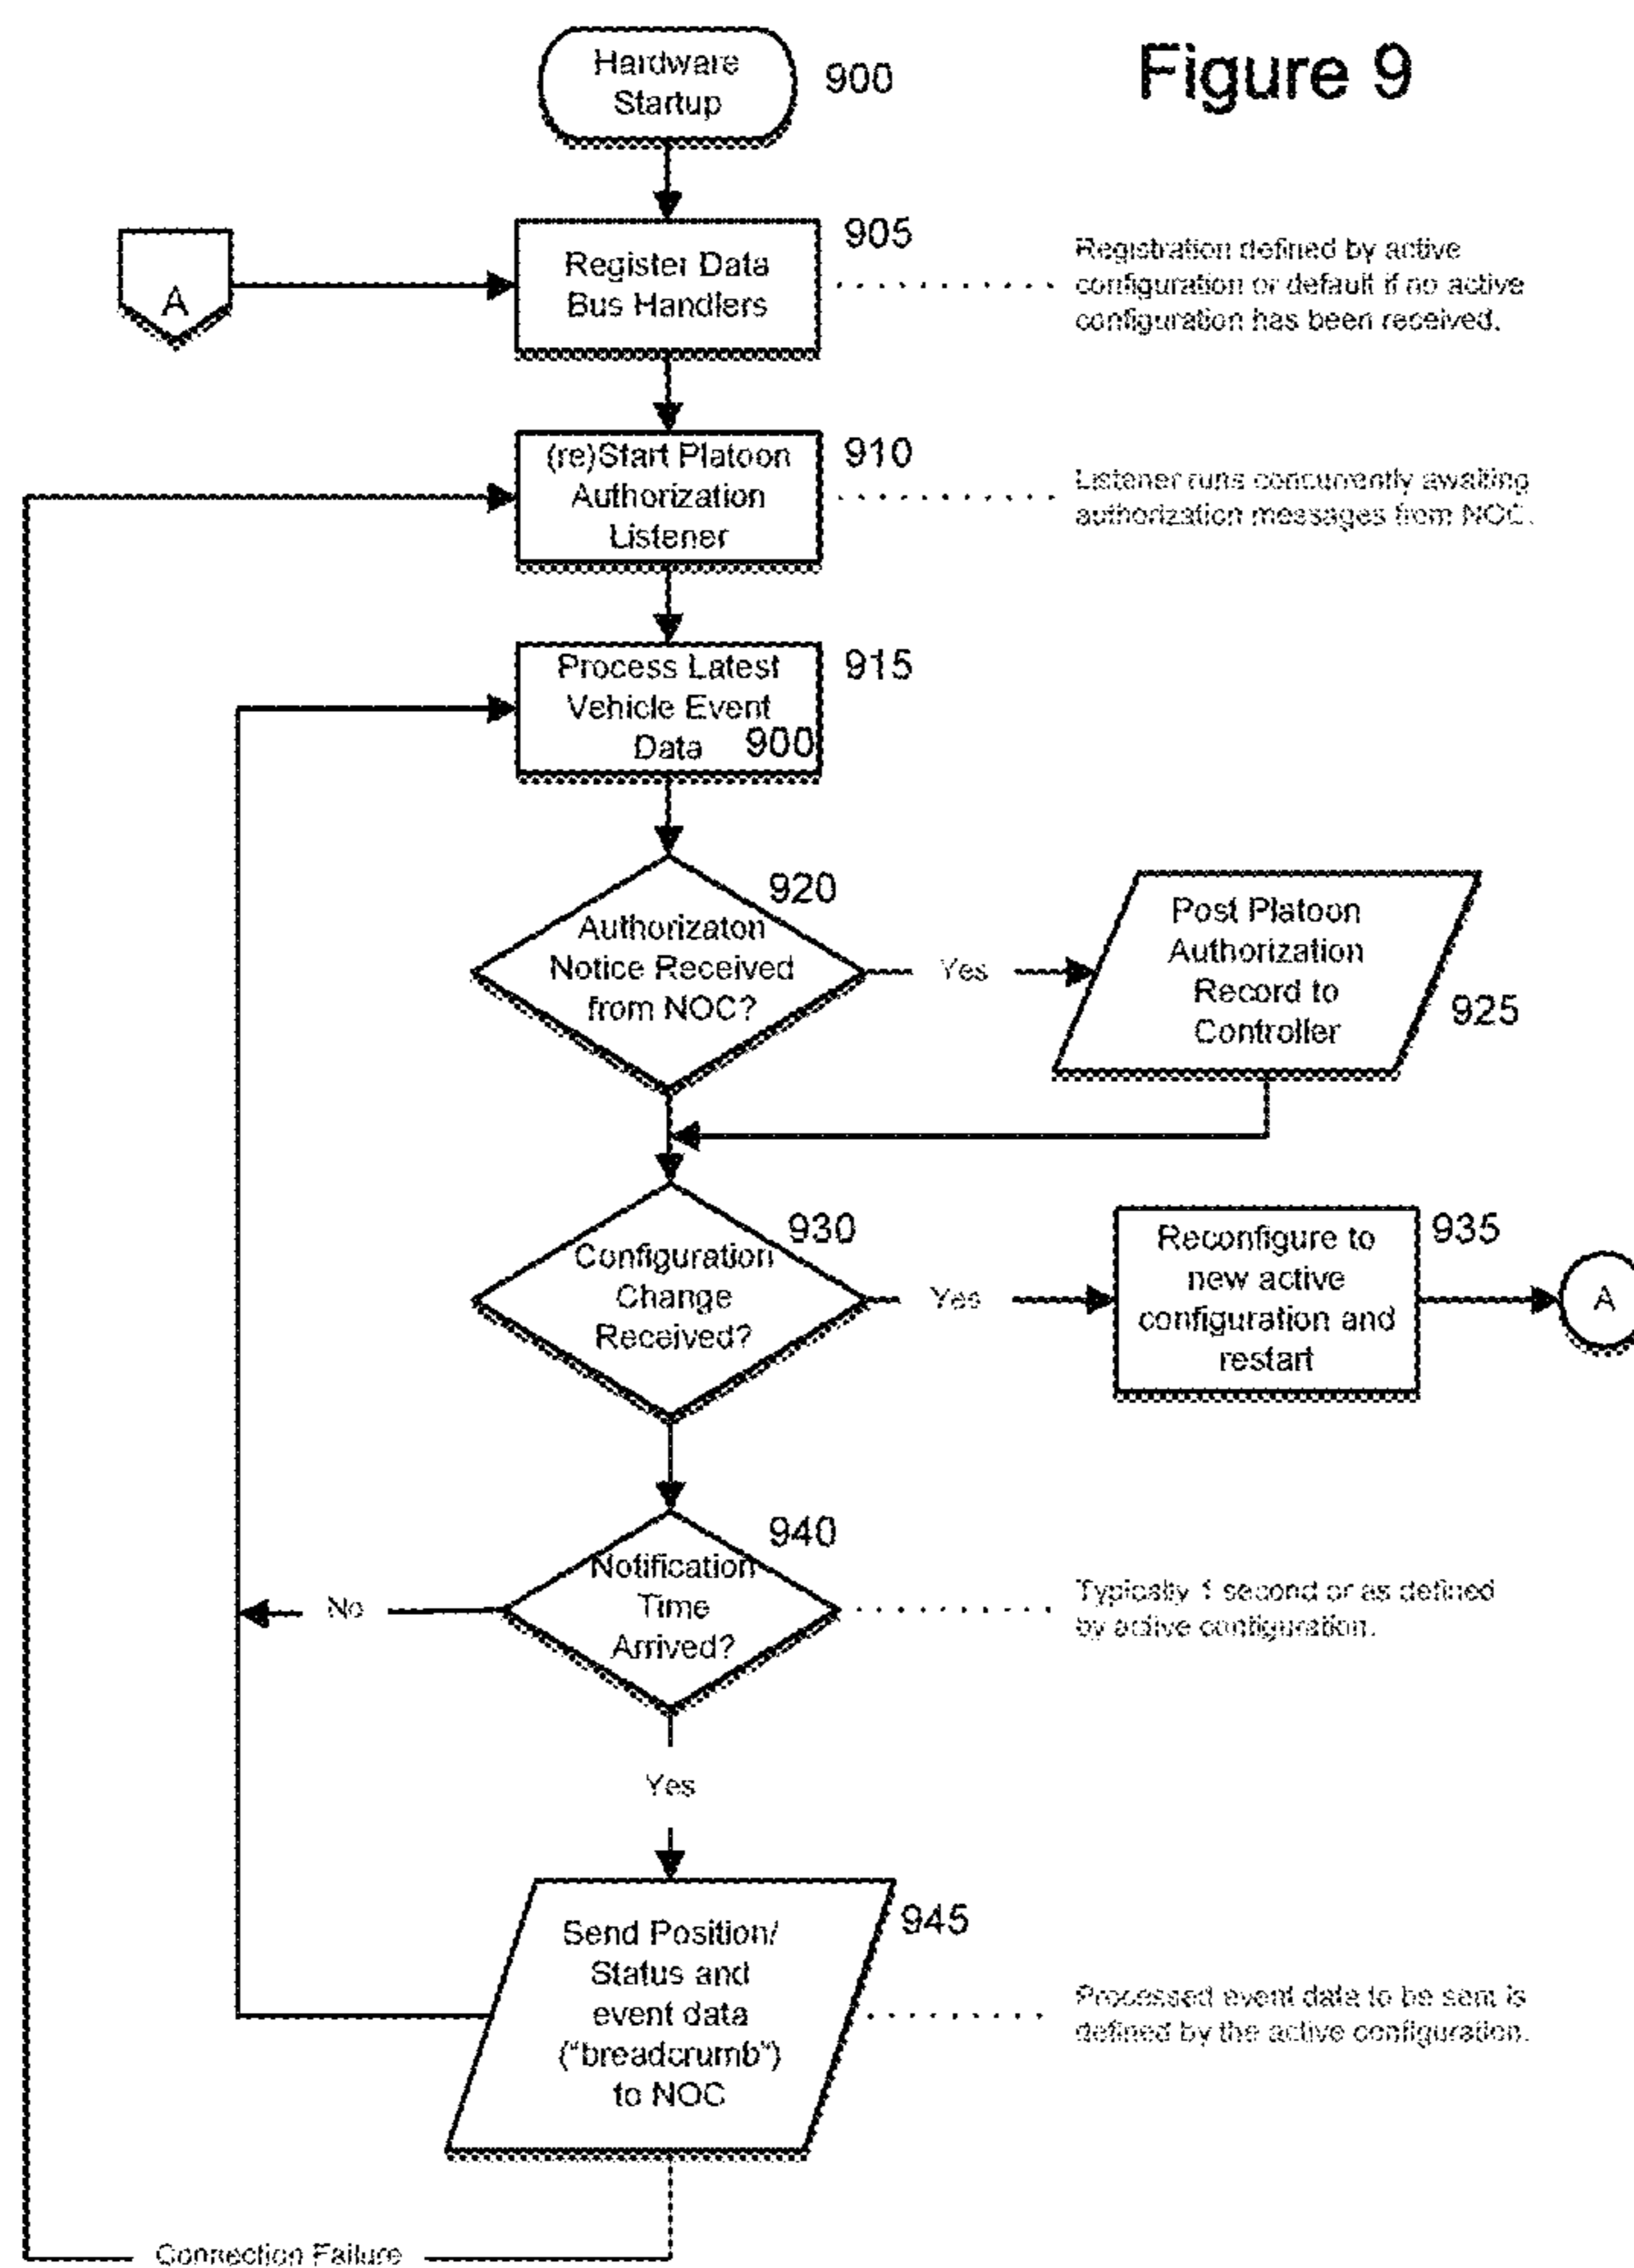 Figure 9
Hardware
Startup
900
905
Register Data
Bus Handlers
A
Registration defined by active
configuration or default if no active
configuration has been received.
(re)Start Platoon
Authorization
Listener
910
Listener runs concurrently awaiting
authorization messages from NOC.
Process Latest
Vehicle Event
Data 900
915
920
Authorizaton
Notice Received
from NOC?
Yes
Post Platoon
Authorization
Record to
Controller
925
930
Configuration
Change
Received?
Yes
Reconfigure to
new active
configuration and
restart
935
A
940
Notification
Time
Arrived?
No
Typically 1 second or as defined
by active configuration.
Yes
945
Send Position/
Status and
event data
("breadcrumb")
to NOC
Processed event data to be sent is
defined by the active configuration.
Connection Failure